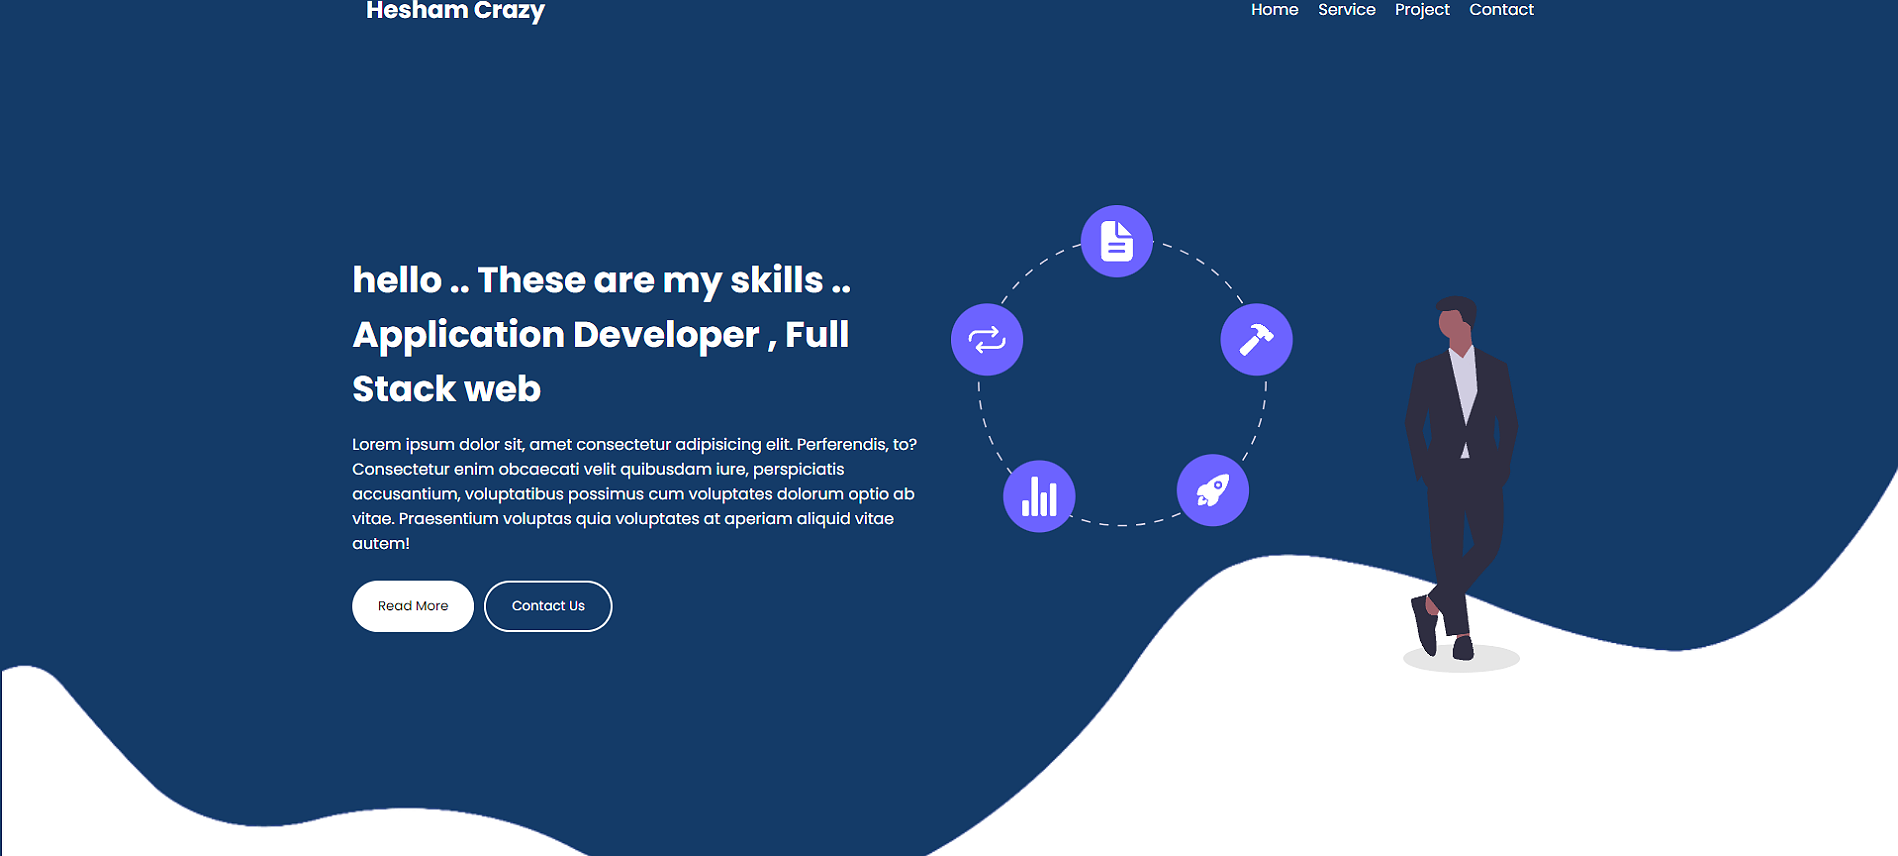 Hesham Crazy
Home Service Project Contact
hello .. These are my skills ..
Application Developer , Full
Stack web
Lorem ipsum dolor sit, amet consectetur adipisicing elit. Perferendis, to?
Consectetur enim obcaecati velit quibusdam iure, perspiciatis
accusantium, voluptatibus possimus cum voluptates dolorum optio ab
vitae. Praesentium voluptas quia voluptates at aperiam aliquid vitae
autem!
Read More
Contact Us